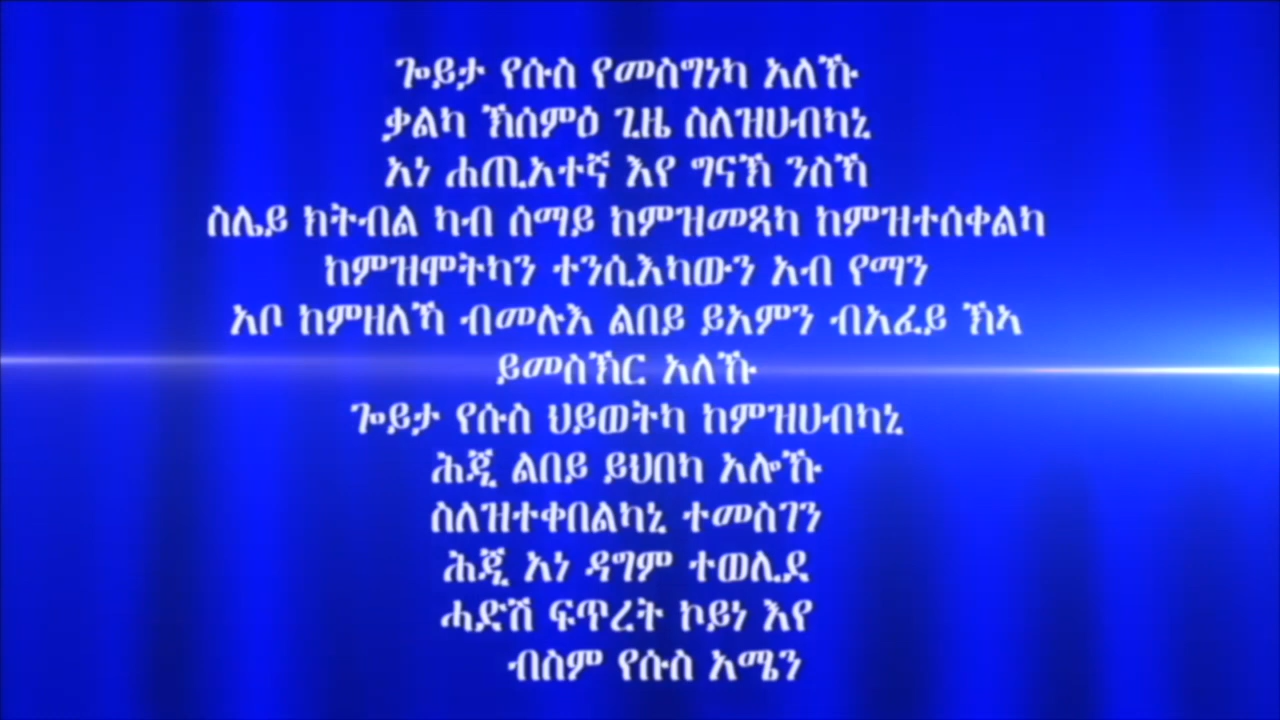 ጐይታ የሱስ የመስግነካ አለኹ
ቃልካ ኽሰምዕ ጊዜ ስለዝሀብካኒ
አነ ሐጢአተኛ እየ ግናኽ ንስኻ
ስሌይ ክትብል ካብ ሰማይ ከምዝመጻካ ከምዝተሰቀልካ
ከምዝሞትካን ተንሲእካውን አብ የማን
አቦ ከምዘለኻ ብመሉእ ልበይ ይአምን ብአፈይ ኽኣ
ይመስኽር አለኹ
ጐይታ የሱስ ህይወትካ ከምዝሀብካኒ
ሕጂ ልበይ ይህበካ አሎኹ
ስለዝተቀበልካኒ ተመስገን
ሕጂ አነ ዳግም ተወሊደ
ሓድሽ ፍጥረት ኮይነ እየ
ብስም የሱስ አሜን